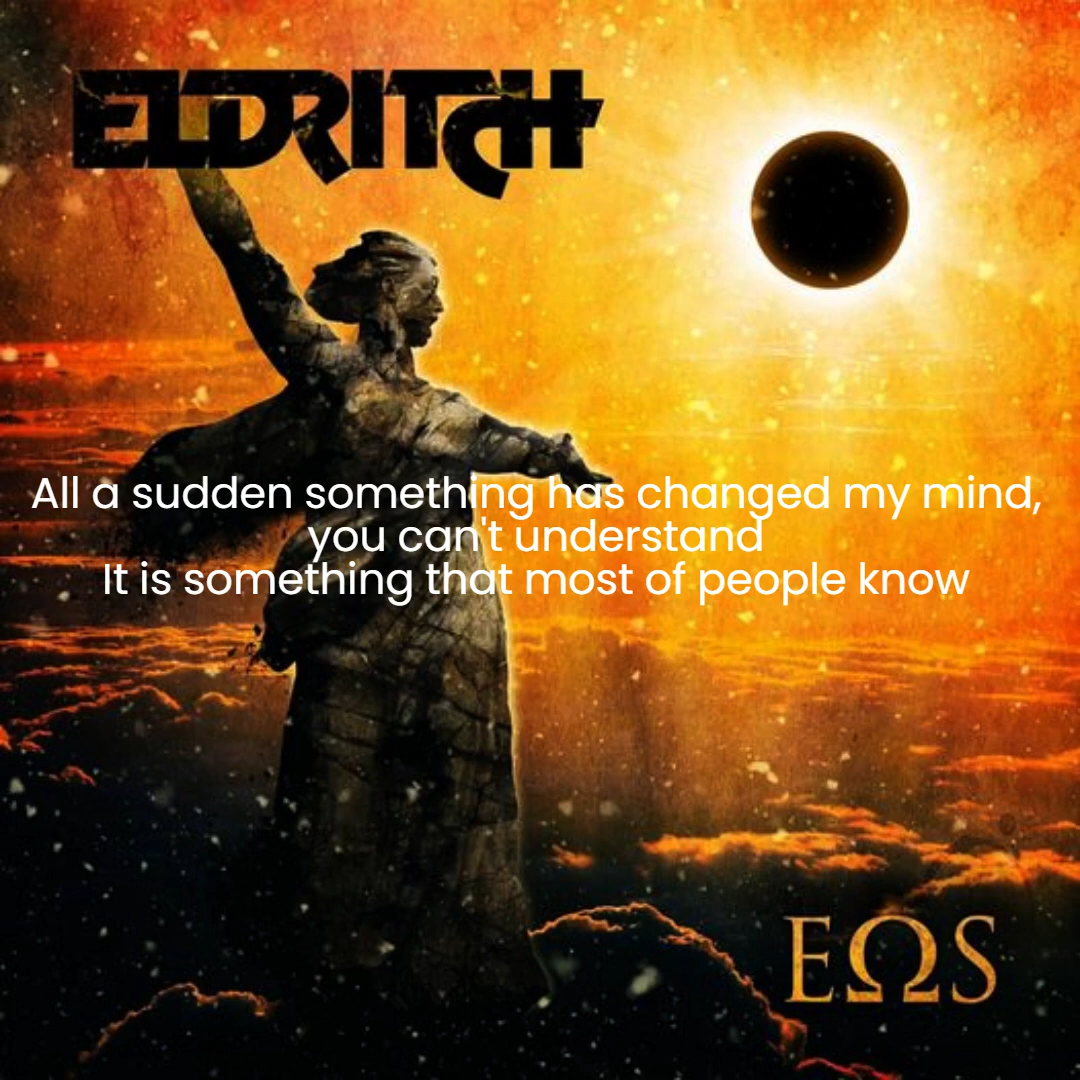 ELDRITCH
All a sudden something has changed my mind,
you can't understand
It is something that most of people know
EΩS